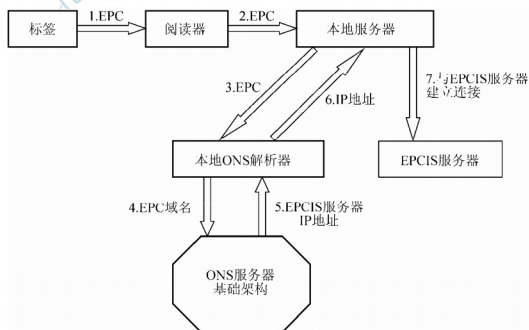 标签
1.EPC
阅读器
2.EPC
本地服务器
3.EPC
6.IP地址
7.与EPCIS服务器
建立连接
本地ONS解析器
EPCIS服务器
4.EPC域名
5.EPCIS服务器
IP地址
ONS服务器
基础架构